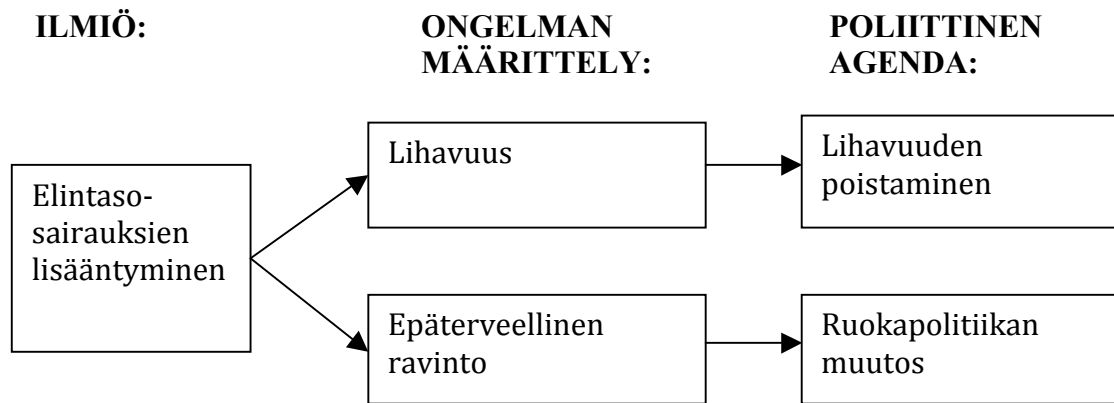 ILMIÖ:
ONGELMAN
MÄÄRITTELY:
POLIITTINEN
AGENDA:
Elintaso-
sairauksien
lisääntyminen
Lihavuus
Lihavuuden
poistaminen
Epäterveellinen
ravinto
Ruokapolitiikan
muutos